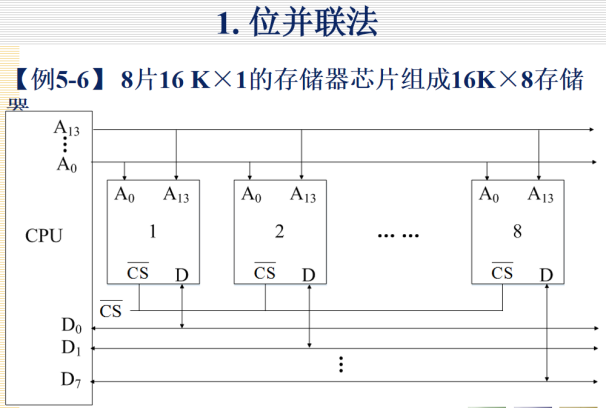 1. 位并联法
【例5-6】 8片16 K×1的存储器芯片组成16K×8存储
器
A13
⋮
A0
A0 A13 A0 A13 A0 A13
CPU 1 2 … … 8
CS D CS D CS D
CS
D0
D1
⋮
D7